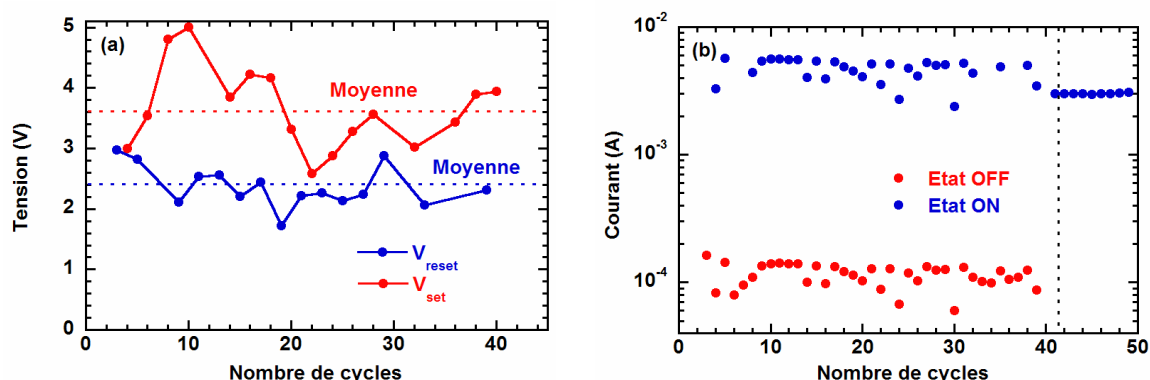 (a)
Tension (V)
5
4
3
2
1
0
Moyenne
Moyenne
V_reset
V_set
0 10 20 30 40
Nombre de cycles
(b)
Courant (A)
10^-2
10^-3
10^-4
Etat OFF
Etat ON
0 10 20 30 40 50
Nombre de cycles